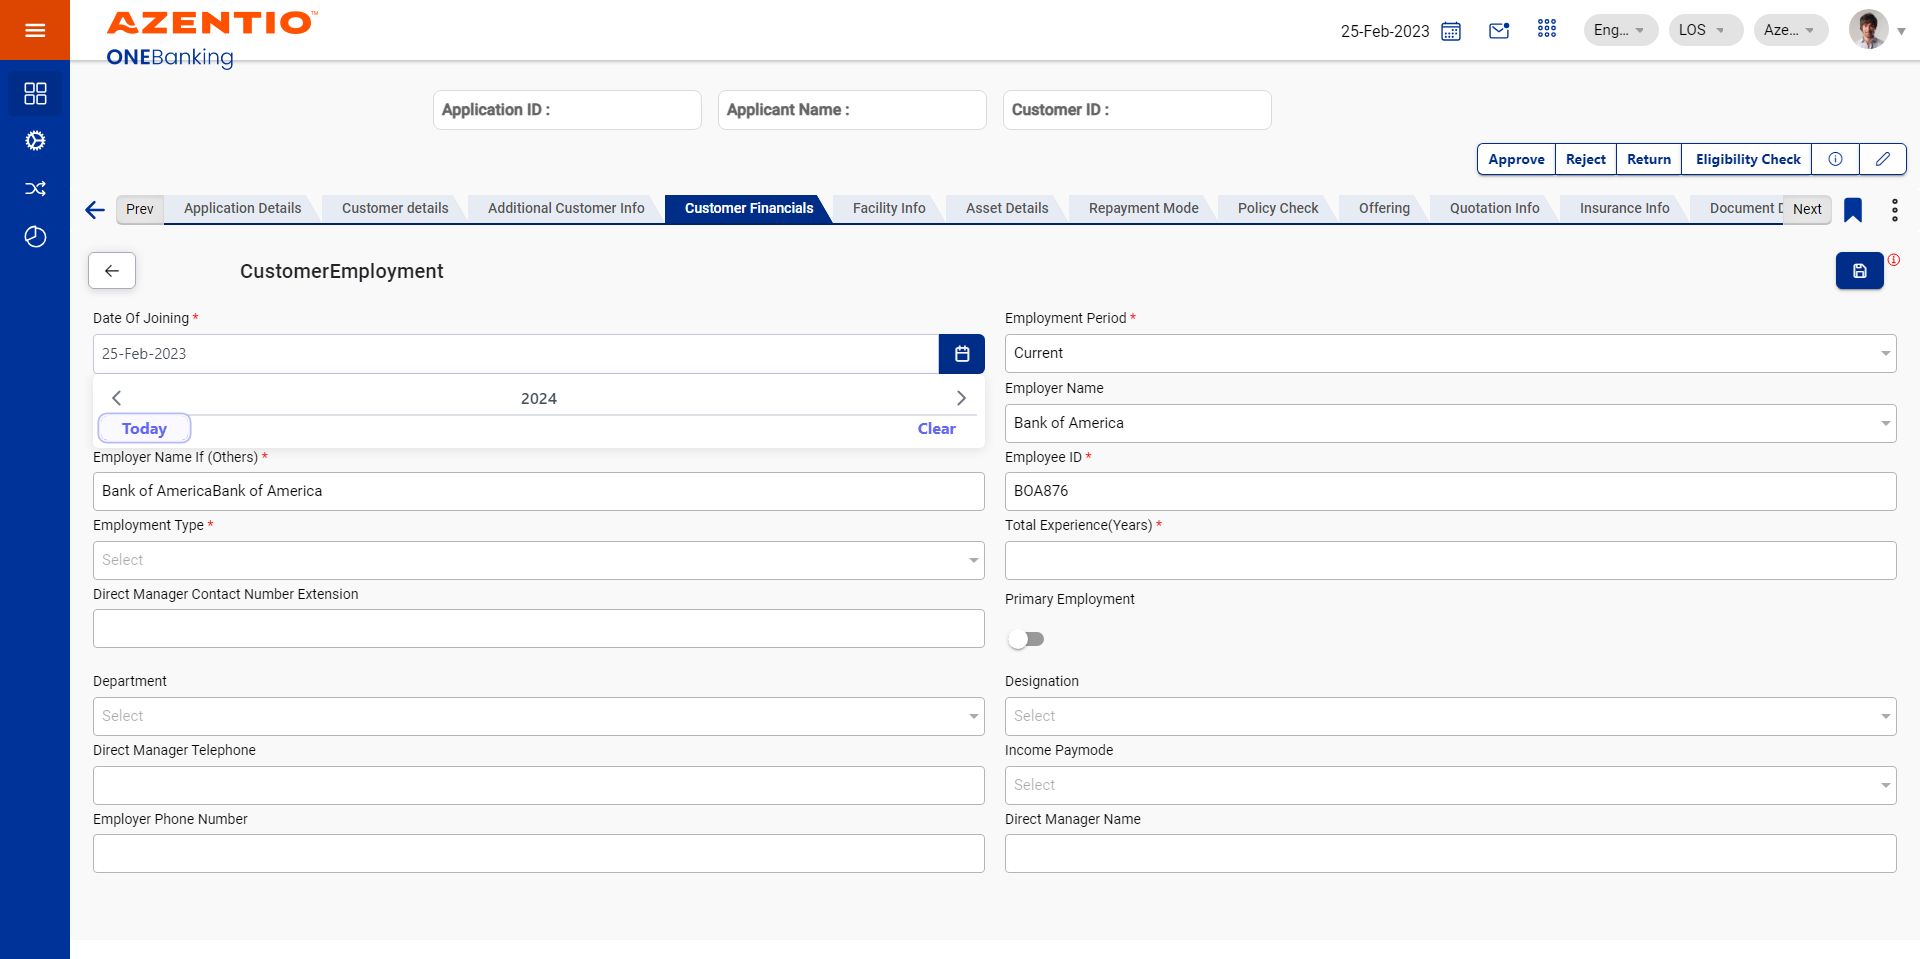 AZENTIO™
ONEBanking
25-Feb-2023
Eng...
LOS
Aze...
Application ID :
Applicant Name :
Customer ID :
Approve
Reject
Return
Eligibility Check
Prev
Application Details
Customer details
Additional Customer Info
Customer Financials
Facility Info
Asset Details
Repayment Mode
Policy Check
Offering
Quotation Info
Insurance Info
Document D
Next
CustomerEmployment
Date Of Joining *
Employment Period *
25-Feb-2023
Current
2024
Employer Name
Today
Clear
Bank of America
Employer Name If (Others) *
Employee ID *
Bank of AmericaBank of America
BOA876
Employment Type *
Total Experience(Years) *
Select
Direct Manager Contact Number Extension
Primary Employment
Department
Designation
Select
Select
Direct Manager Telephone
Income Paymode
Select
Employer Phone Number
Direct Manager Name